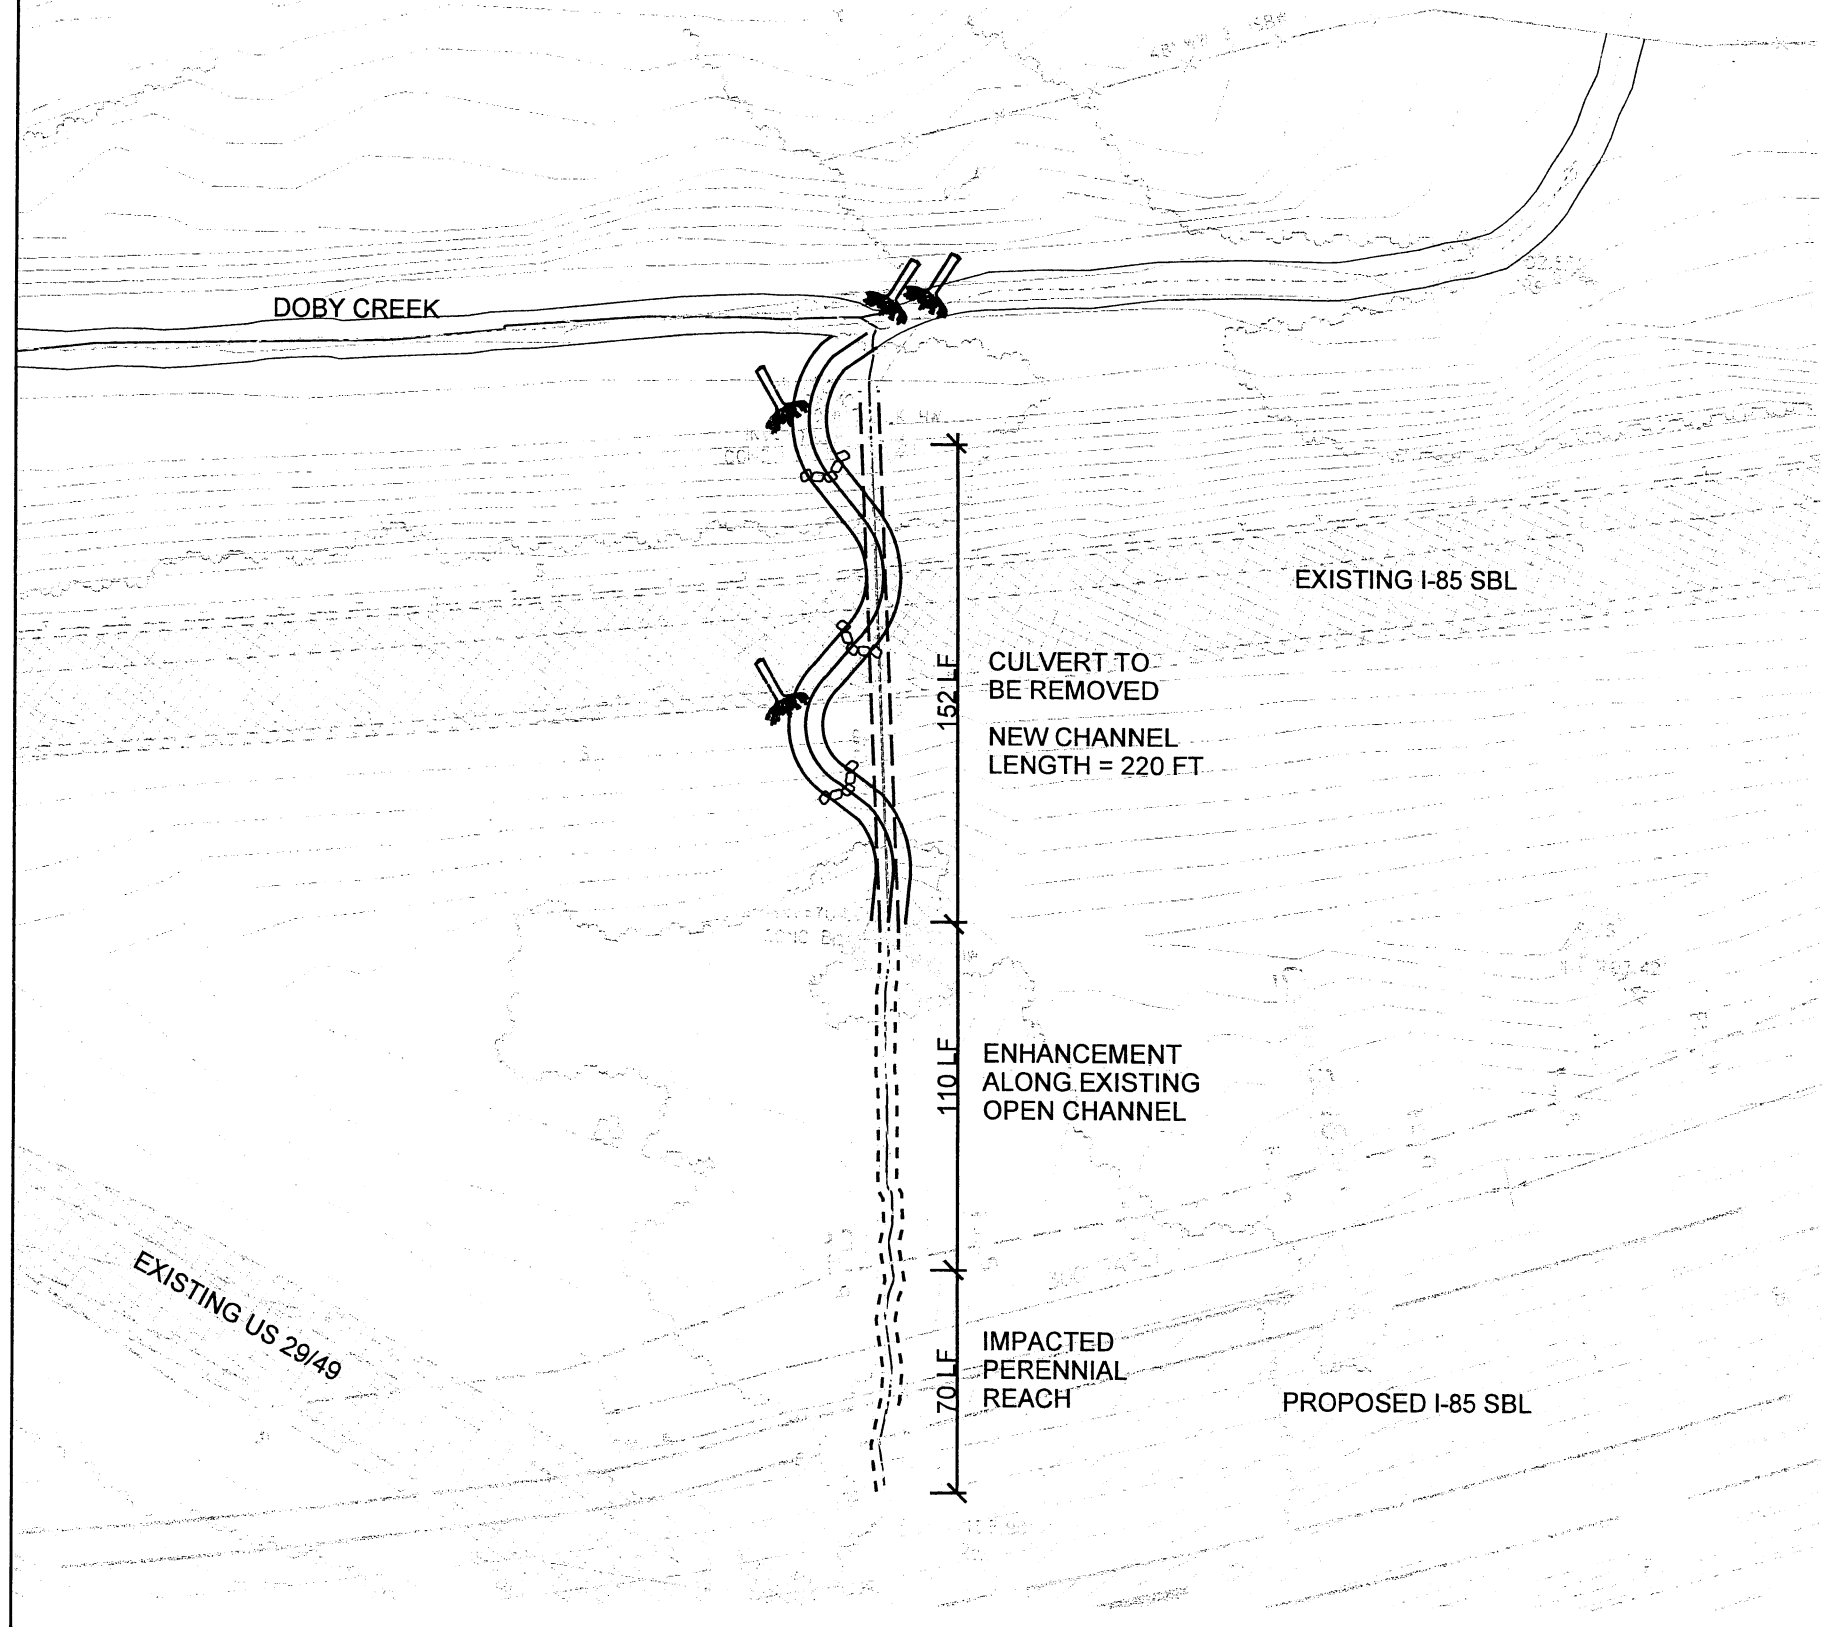 DOBY CREEK
EXISTING I-85 SBL
152 LF
CULVERT TO
BE REMOVED
NEW CHANNEL
LENGTH = 220 FT
110 LF
ENHANCEMENT
ALONG EXISTING
OPEN CHANNEL
EXISTING US 29/49
70 LF
IMPACTED
PERENNIAL
REACH
PROPOSED I-85 SBL